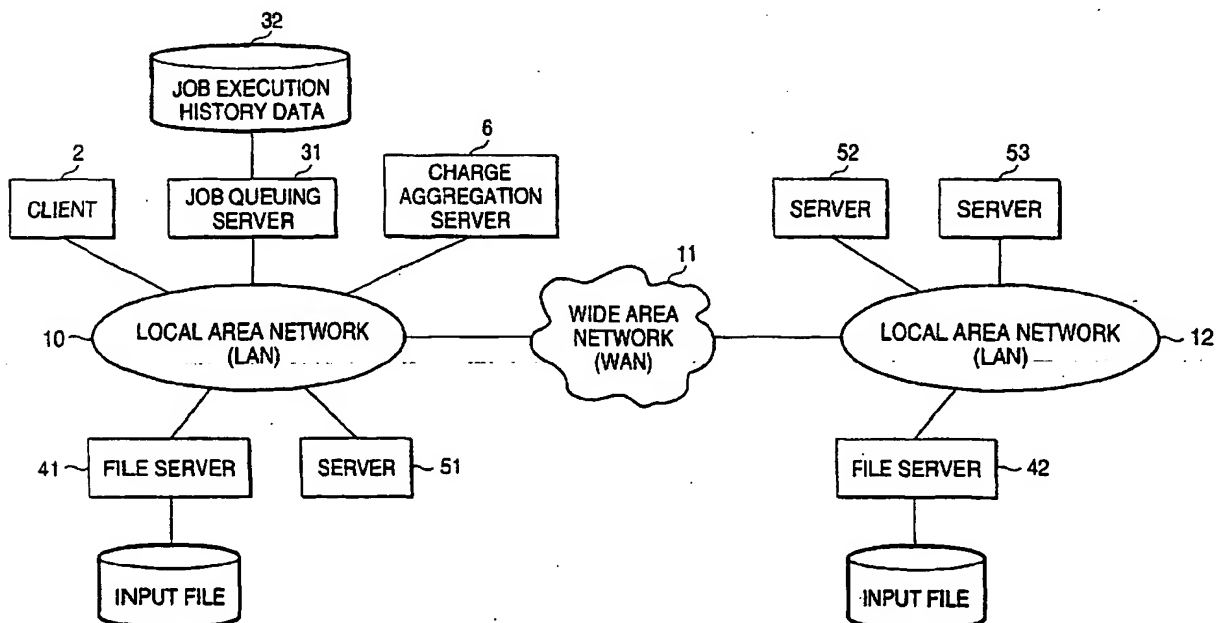 32
JOB EXECUTION
HISTORY DATA
2
CLIENT
31
JOB QUEUING
SERVER
6
CHARGE
AGGREGATION
SERVER
52
SERVER
53
SERVER
10
LOCAL AREA NETWORK
(LAN)
11
WIDE AREA
NETWORK
(WAN)
LOCAL AREA NETWORK
(LAN)
12
41
FILE SERVER
SERVER
51
FILE SERVER
42
INPUT FILE
INPUT FILE